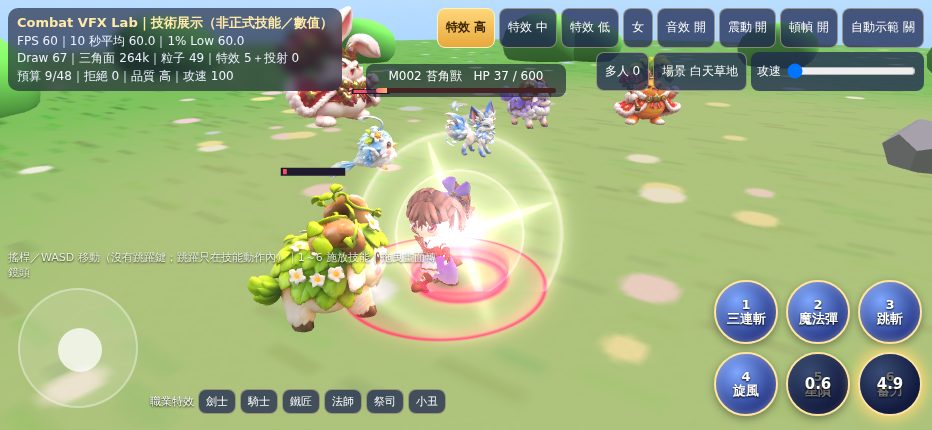 Combat VFX Lab｜技術展示（非正式技能／數值）
FPS 60｜10 秒平均 60.0｜1% Low 60.0
Draw 67｜三角面 264k｜粒子 49｜特效 5＋投射 0
預算 9/48｜拒絕 0｜品質 高｜攻速 100
特效 高
特效 中
特效 低
女
音效 開
震動 開
頓幀 開
自動示範 關
多人 0
場景 白天草地
攻速
M002 苔角獸 HP 37 / 600
搖桿／WASD 移動（沒有跳躍鍵；跳躍只在技能動作內）｜1～6 施放技能｜
鏡頭
1
三連斬
2
魔法彈
3
跳斬
4
旋風
0.6
4.9
職業特效
劍士
騎士
鐵匠
法師
祭司
小丑